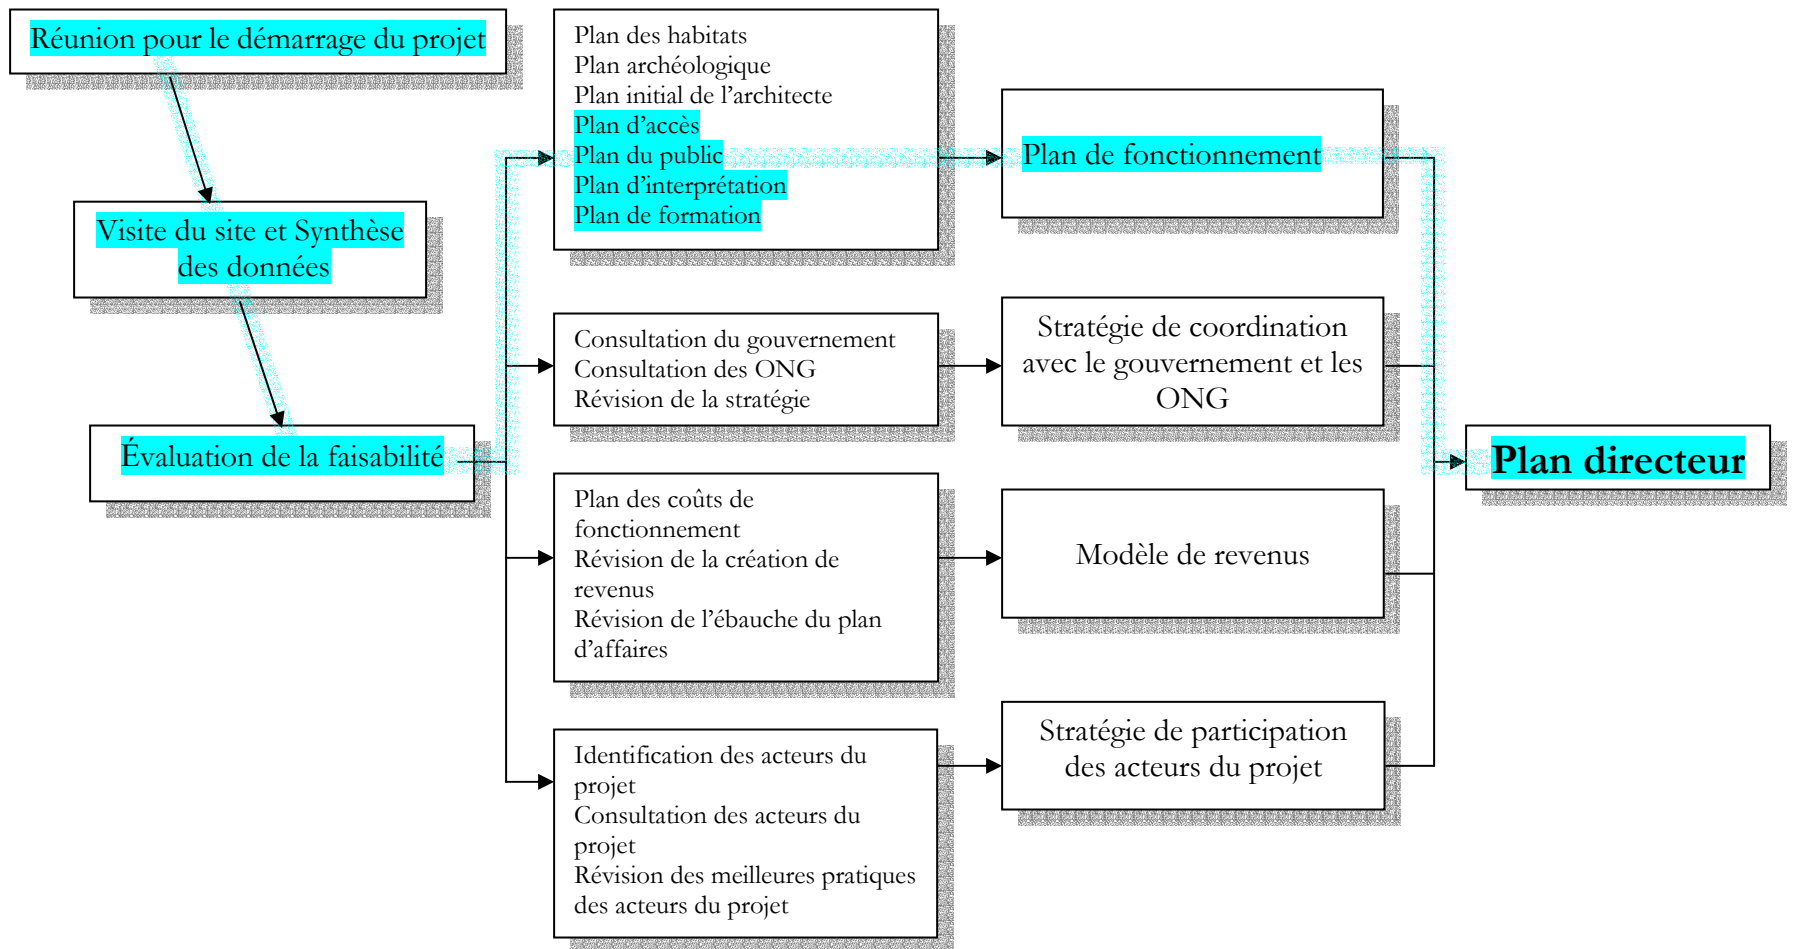 Réunion pour le démarrage du projet
Visite du site et Synthèse
des données
Évaluation de la faisabilité
Plan des habitats
Plan archéologique
Plan initial de l’architecte
Plan d’accès
Plan du public
Plan d’interprétation
Plan de formation
Consultation du gouvernement
Consultation des ONG
Révision de la stratégie
Plan des coûts de
fonctionnement
Révision de la création de
revenus
Révision de l’ébauche du plan
d’affaires
Identification des acteurs du
projet
Consultation des acteurs du
projet
Révision des meilleures pratiques
des acteurs du projet
Plan de fonctionnement
Stratégie de coordination
avec le gouvernement et les
ONG
Modèle de revenus
Stratégie de participation
des acteurs du projet
Plan directeur